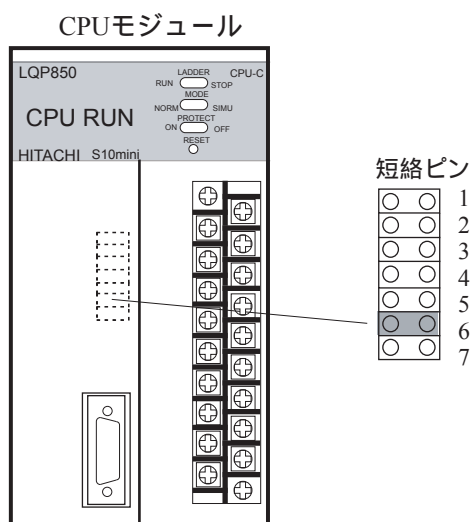 CPUモジュール
LQP850
CPU-C
LADDER
RUN STOP
MODE
NORM SIMU
PROTECT
ON OFF
RESET
CPU RUN
HITACHI S10mini
短絡ピン
1
2
3
4
5
6
7